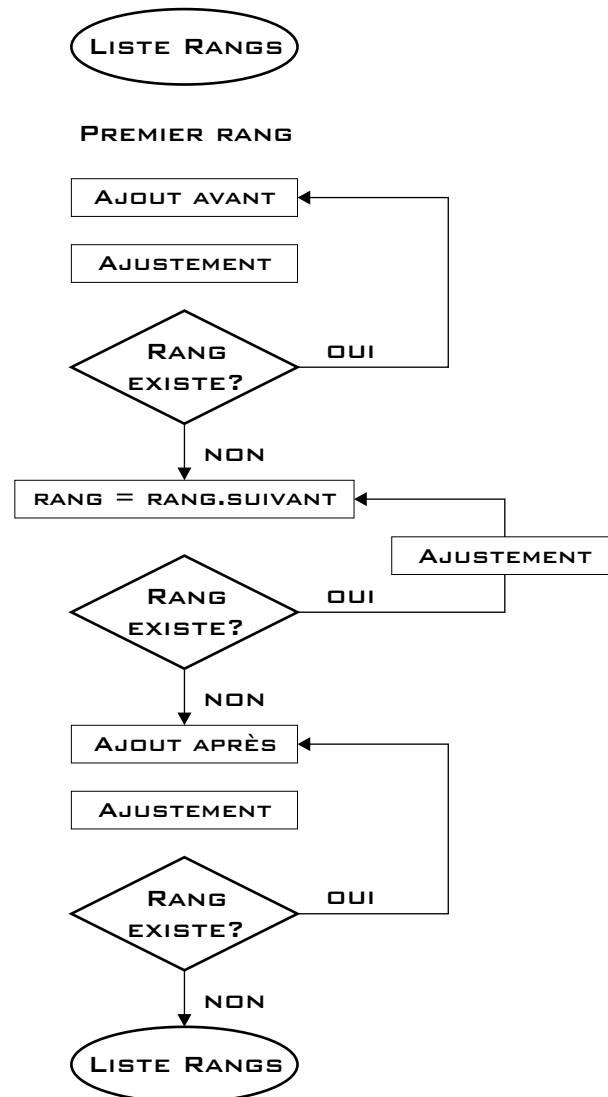 Liste Rangs
Premier rang
Ajout avant
Ajustement
Rang
existe?
oui
non
rang = rang.suivant
Ajustement
Rang
existe?
oui
non
Ajout après
Ajustement
Rang
existe?
oui
non
Liste Rangs